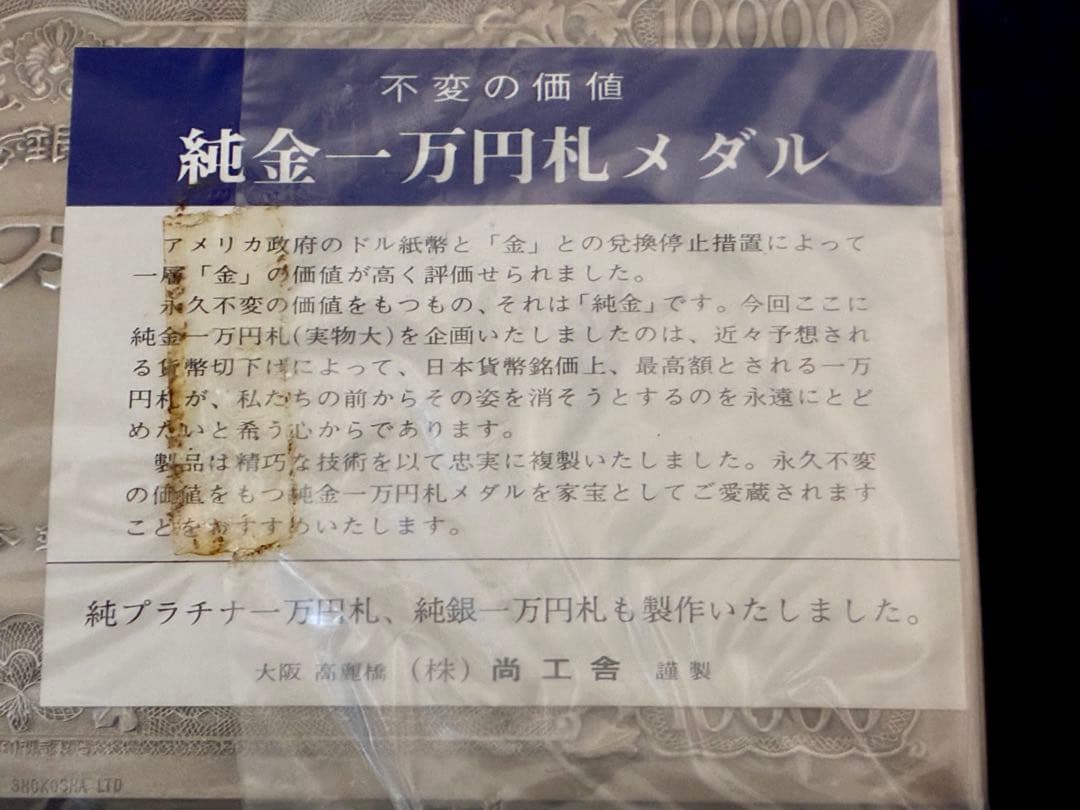 10000
銀
不変の価値
純金一万円札メダル
アメリカ政府のドル紙幣と「金」との兌換停止措置によって
一層「金」の価値が高く評価せられました。
永久不変の価値をもつもの、それは「純金」です。今回ここに
純金一万円札(実物大)を企画いたしましたのは、近々予想され
る貨幣切下げによって、日本貨幣銘価上、最高額とされる一万
円札が、私たちの前からその姿を消そうとするのを永遠にとど
めたいと希う心からであります。
製品は精巧な技術を以て忠実に複製いたしました。永久不変
の価値をもつ純金一万円札メダルを家宝としてご愛蔵されます
ことをおすすめいたします。
純プラチナ一万円札、純銀一万円札も製作いたしました。
大阪 高麗橋 (株) 尚工舎 謹製
10000
SHOKOSHA LTD